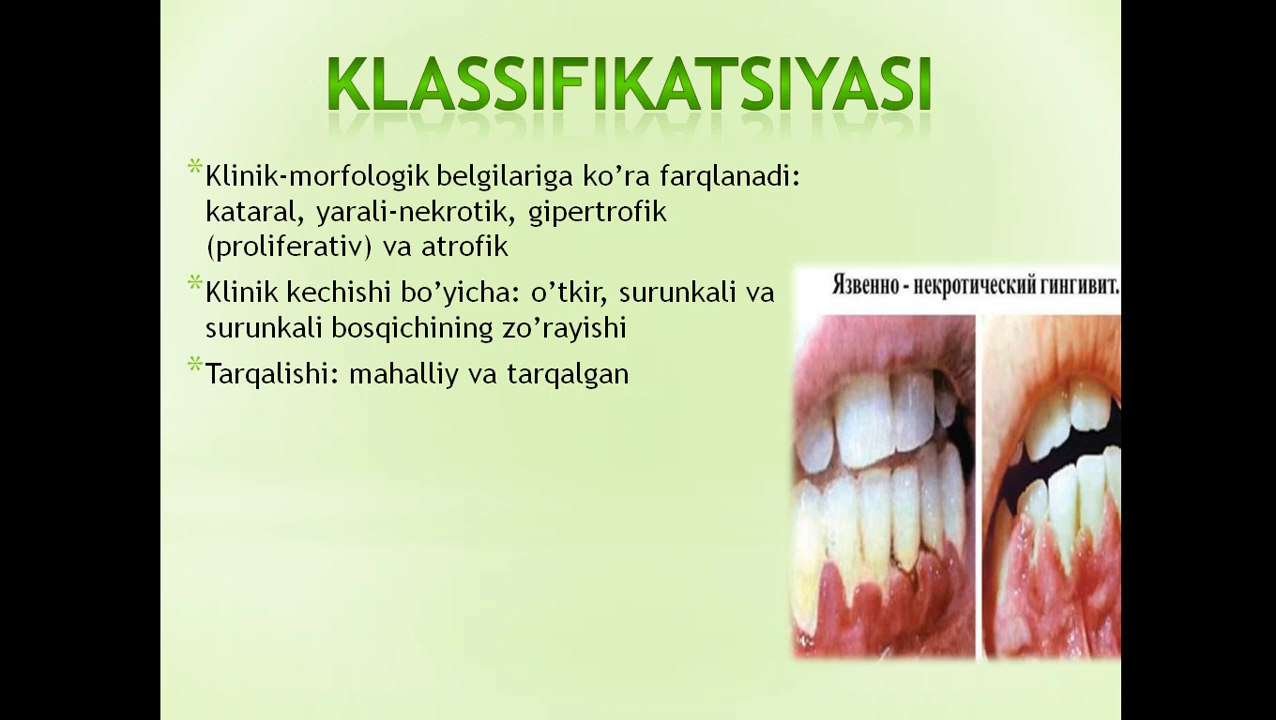 KLASSIFIKATSIYASI
*Klinik-morfologik belgilariga ko’ra farqlanadi:
kataral, yarali-nekrotik, gipertrofik
(proliferativ) va atrofik
*Klinik kechishi bo’yicha: o’tkir, surunkali va
surunkali bosqichining zo’rayishi
*Tarqalishi: mahalliy va tarqalgan
Язвенно - некротический гингивит.